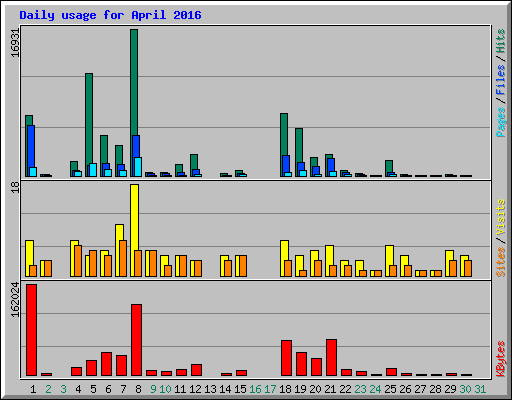 Daily usage for April 2016
16931
Pages / Files / Hits
18
Sites / Visits
162024
KBytes
1 2 3 4 5 6 7 8 9 10 11 12 13 14 15 16 17 18 19 20 21 22 23 24 25 26 27 28 29 30 31